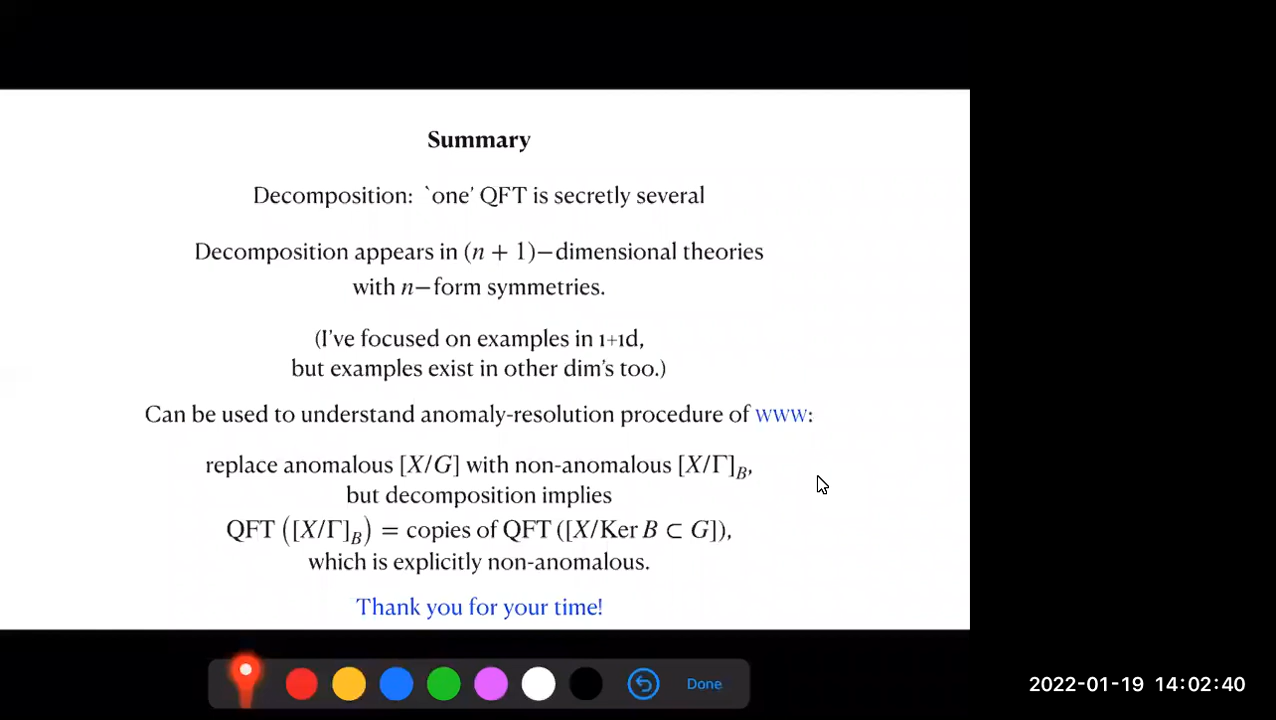 Summary
Decomposition: `one' QFT is secretly several
Decomposition appears in (n + 1)−dimensional theories
with n−form symmetries.
(I've focused on examples in 1+1d,
but examples exist in other dim's too.)
Can be used to understand anomaly-resolution procedure of WWW:
replace anomalous [X/G] with non-anomalous [X/Γ]_B,
but decomposition implies
QFT ([X/Γ]_B) = copies of QFT ([X/Ker B ⊂ G]),
which is explicitly non-anomalous.
Thank you for your time!
Done
2022-01-19 14:02:40